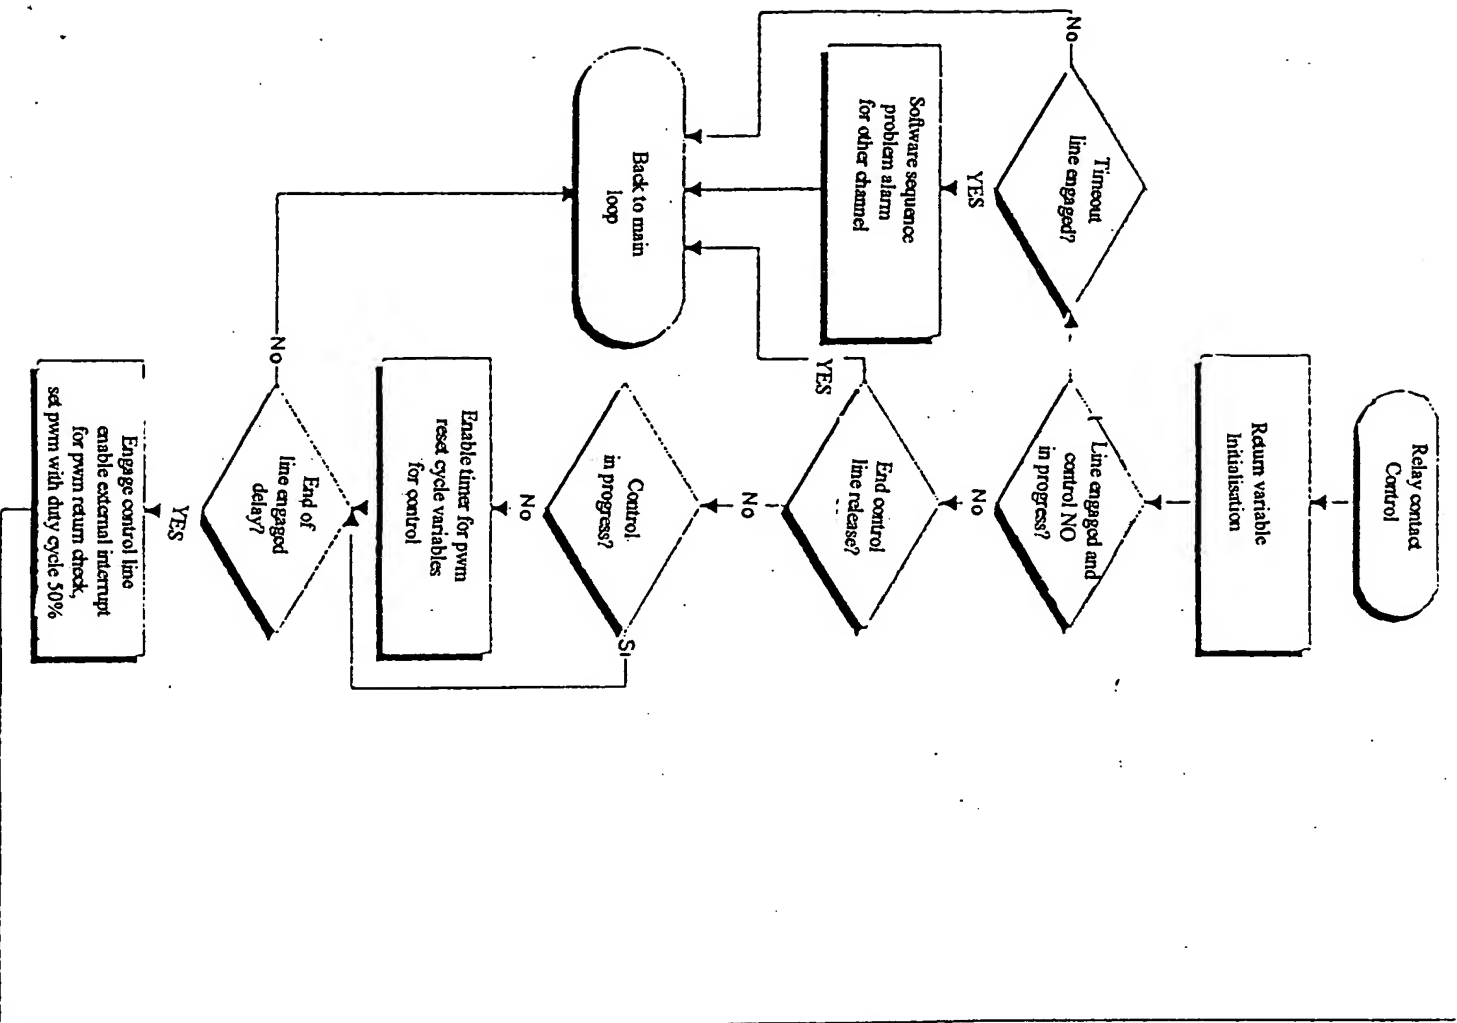 Relay contact
Control
Return variable
Initialisation
Line engaged and
control NO
in progress?
No
End control
line release?
YES
No
Control
in progress?
Si
No
Enable timer for pwm
reset cycle variables
for control
End of
line engaged
delay?
No
YES
Engage control line
enable external interrupt
for pwm return check,
set pwm with duty cycle 50%
Timeout
line engaged?
No
YES
Software sequence
problem alarm
for other channel
Back to main
loop